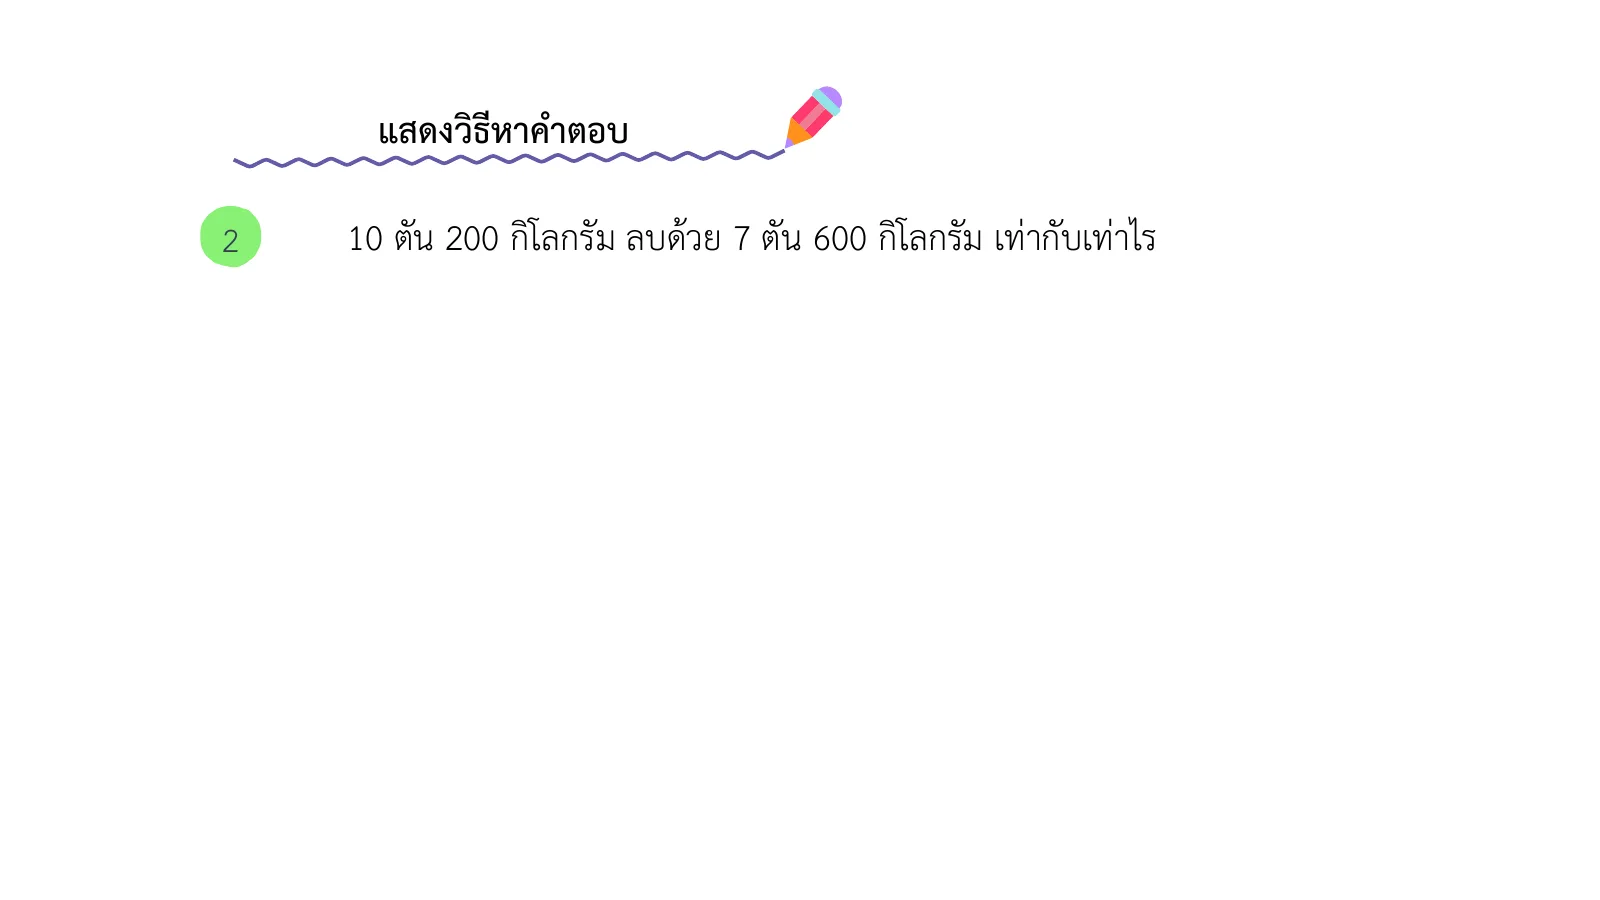 แสดงวิธีหาคำตอบ
2 10 ตัน 200 กิโลกรัม ลบด้วย 7 ตัน 600 กิโลกรัม เท่ากับเท่าไร